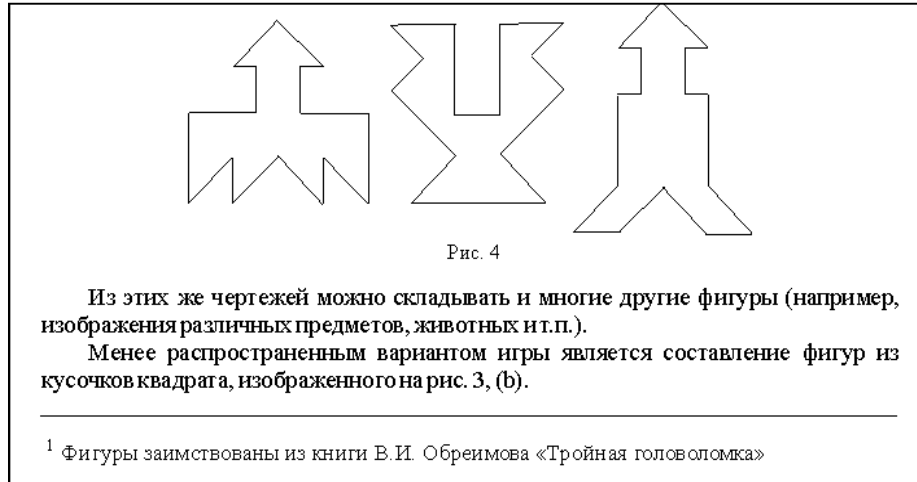 Рис. 4
Из этих же чертежей можно складывать и многие другие фигуры (например,
изображения различных предметов, животных и т.п.).
Менее распространенным вариантом игры является составление фигур из
кусочков квадрата, изображенного на рис. 3, (b).
1 Фигуры заимствованы из книги В.И. Обреимова «Тройная головоломка»